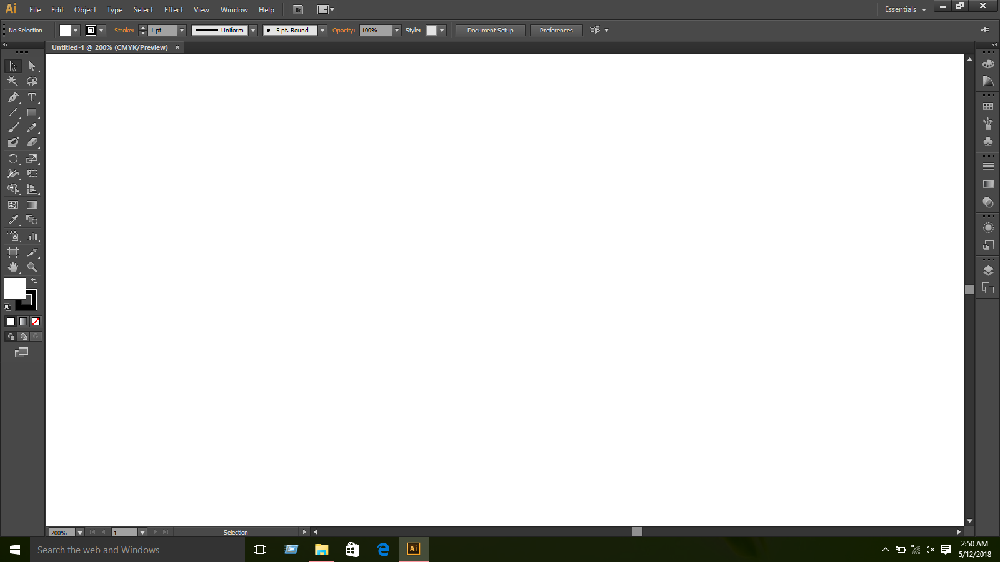 Ai File Edit Object Type Select Effect View Window Help Br Essentials
No Selection Stroke: 1 pt Uniform 5 pt. Round Opacity: 100% Style: Document Setup Preferences
Untitled-1 @ 200% (CMYK/Preview)
T
200% 1 Selection
Search the web and Windows
Ai
2:50 AM
5/12/2018